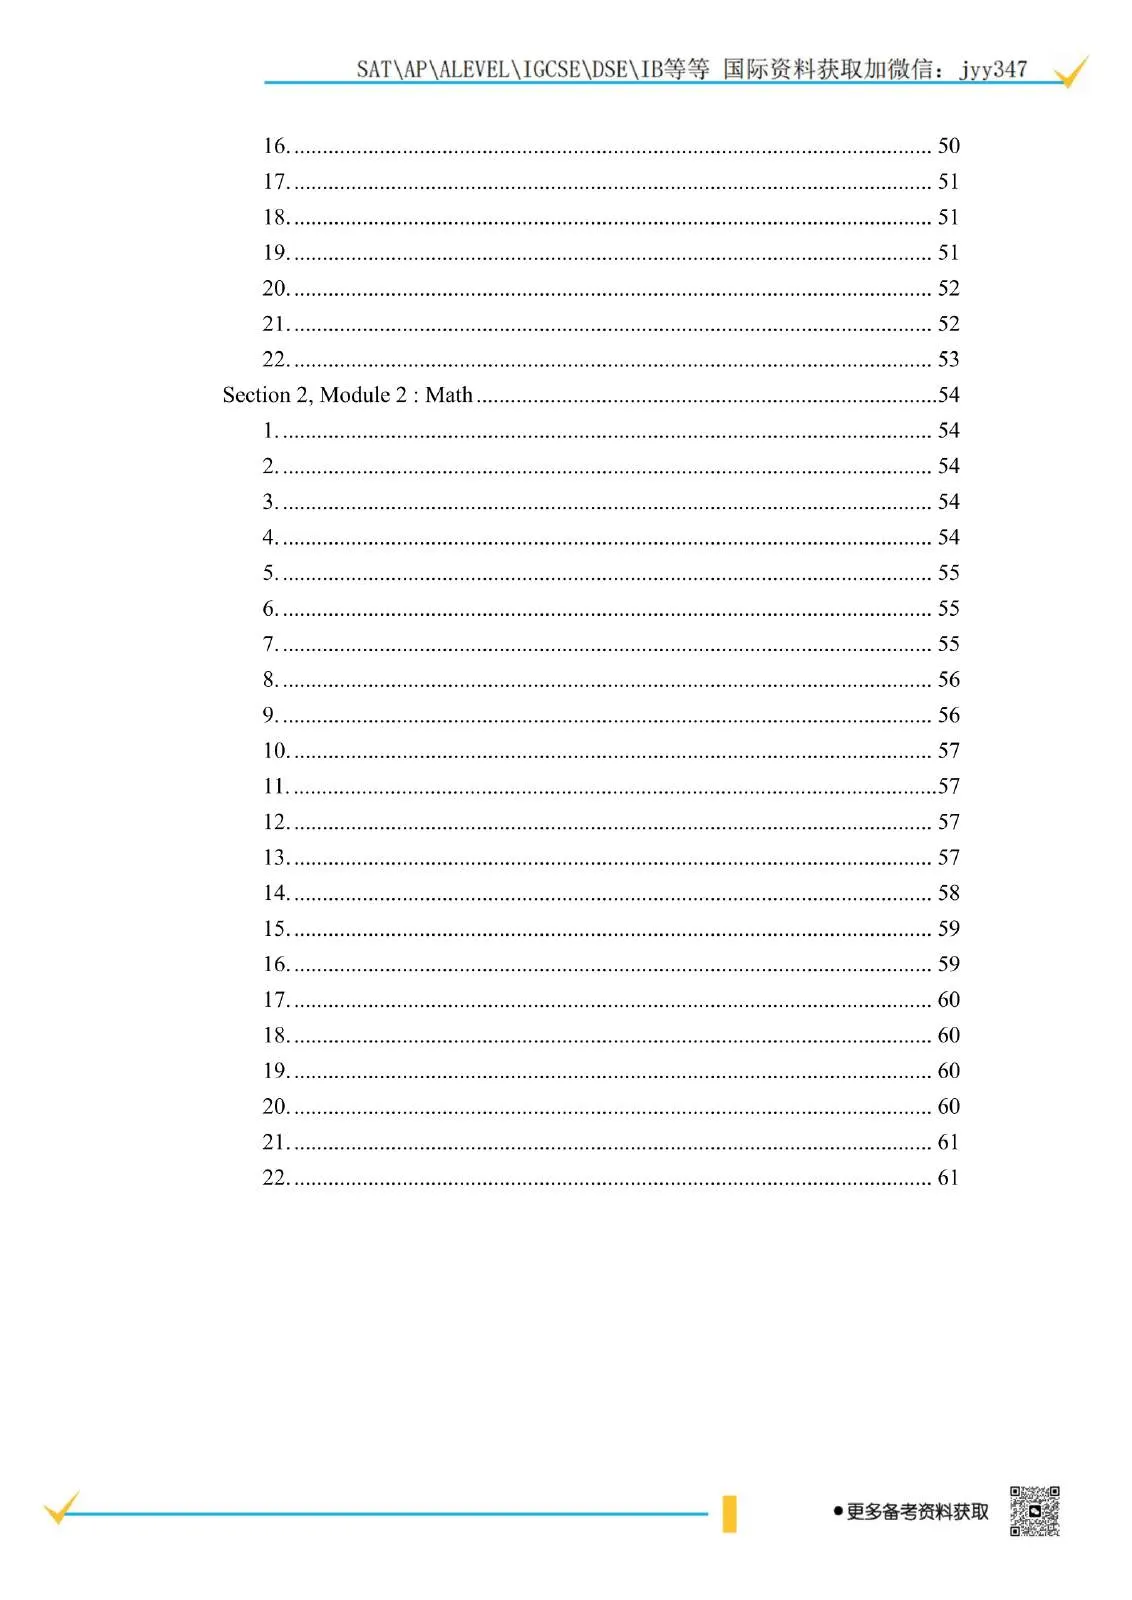 SAT\AP\ALEVEL\IGCSE\DSE\IB等等 国际资料获取加微信：jyy347
16. ........................................ 50
17. ........................................ 51
18. ........................................ 51
19. ........................................ 51
20. ........................................ 52
21. ........................................ 52
22. ........................................ 53
Section 2, Module 2 : Math ........................................ 54
1. ........................................ 54
2. ........................................ 54
3. ........................................ 54
4. ........................................ 54
5. ........................................ 55
6. ........................................ 55
7. ........................................ 55
8. ........................................ 56
9. ........................................ 56
10. ........................................ 57
11. ........................................ 57
12. ........................................ 57
13. ........................................ 57
14. ........................................ 58
15. ........................................ 59
16. ........................................ 59
17. ........................................ 60
18. ........................................ 60
19. ........................................ 60
20. ........................................ 60
21. ........................................ 61
22. ........................................ 61
●更多备考资料获取